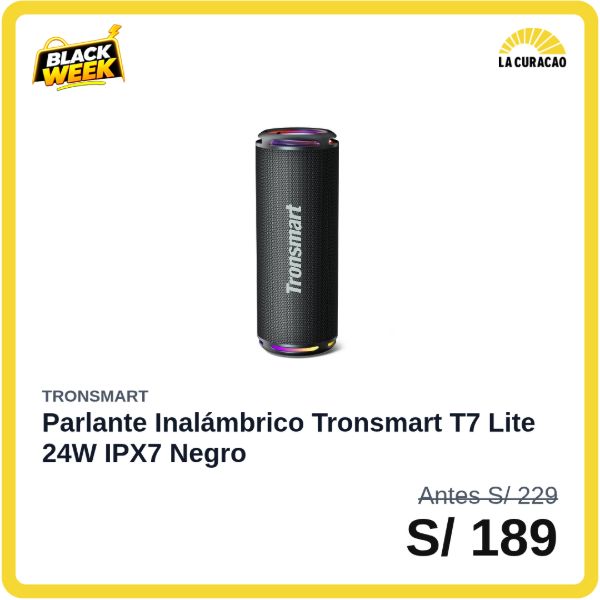 BLACK
WEEK
LA CURACAO
Tronsmart
TRONSMART
Parlante Inalámbrico Tronsmart T7 Lite
24W IPX7 Negro
Antes S/ 229
S/ 189